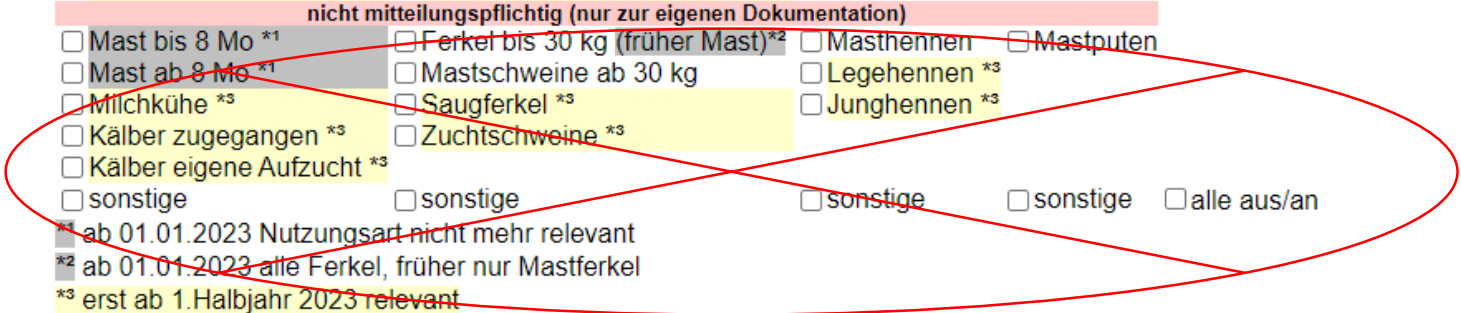 nicht mitteilungspflichtig (nur zur eigenen Dokumentation)
Mast bis 8 Mo *¹ Ferkel bis 30 kg (früher Mast)*² Masthennen Mastputen
Mast ab 8 Mo *¹ Mastschweine ab 30 kg Legehennen *³
Milchkühe *³ Saugferkel *³ Junghennen *³
Kälber zugegangen *³ Zuchtschweine *³
Kälber eigene Aufzucht *³
sonstige sonstige sonstige sonstige alle aus/an
*¹ ab 01.01.2023 Nutzungsart nicht mehr relevant
*² ab 01.01.2023 alle Ferkel, früher nur Mastferkel
*³ erst ab 1.Halbjahr 2023 relevant